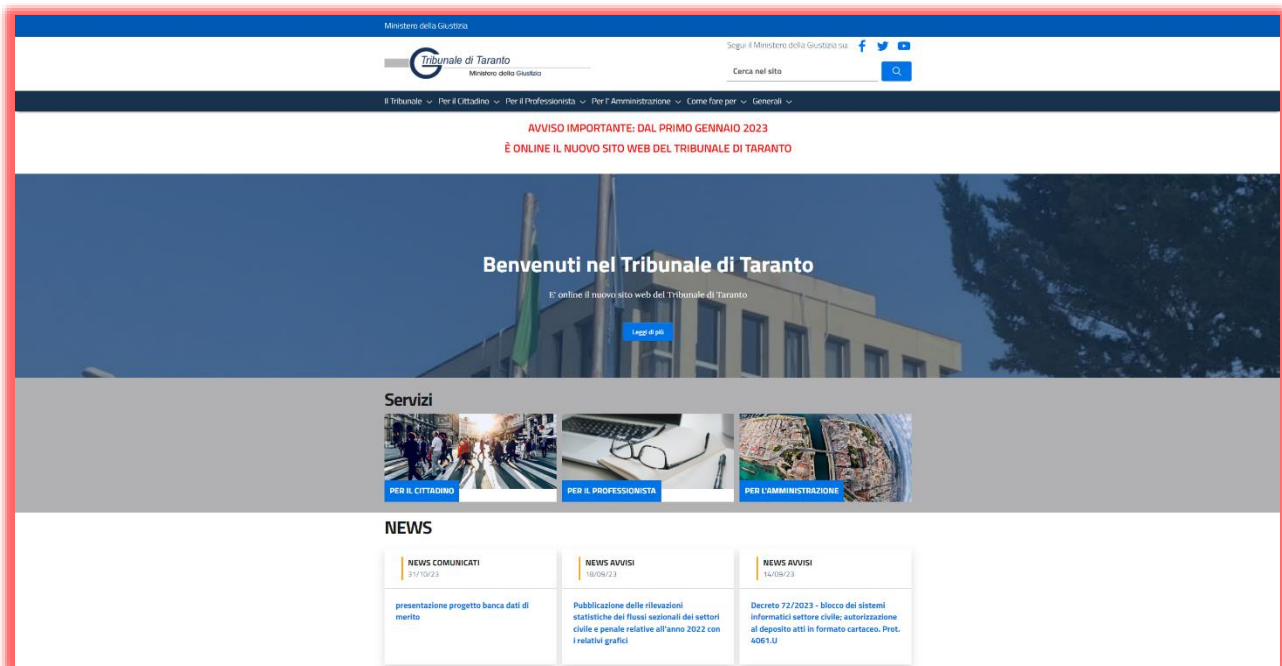 Ministero della Giustizia
Segui il Ministero della Giustizia su:
Tribunale di Taranto
Ministero della Giustizia
Cerca nel sito
Il Tribunale Per il Cittadino Per il Professionista Per l' Amministrazione Come fare per Generali
AVVISO IMPORTANTE: DAL PRIMO GENNAIO 2023
È ONLINE IL NUOVO SITO WEB DEL TRIBUNALE DI TARANTO
Benvenuti nel Tribunale di Taranto
E' online il nuovo sito web del Tribunale di Taranto
Leggi di più
Servizi
PER IL CITTADINO
PER IL PROFESSIONISTA
PER L'AMMINISTRAZIONE
NEWS
NEWS COMUNICATI
31/10/23
presentazione progetto banca dati di
merito
NEWS AVVISI
18/09/23
Pubblicazione delle rilevazioni
statistiche dei flussi sezionali dei settori
civile e penale relative all'anno 2022 con
i relativi grafici
NEWS AVVISI
14/09/23
Decreto 72/2023 - blocco dei sistemi
informatici settore civile; autorizzazione
al deposito atti in formato cartaceo. Prot.
4061.U